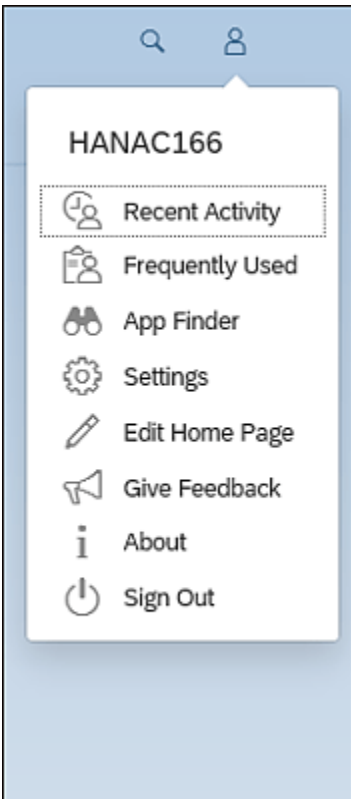 HANAC166
Recent Activity
Frequently Used
App Finder
Settings
Edit Home Page
Give Feedback
About
Sign Out